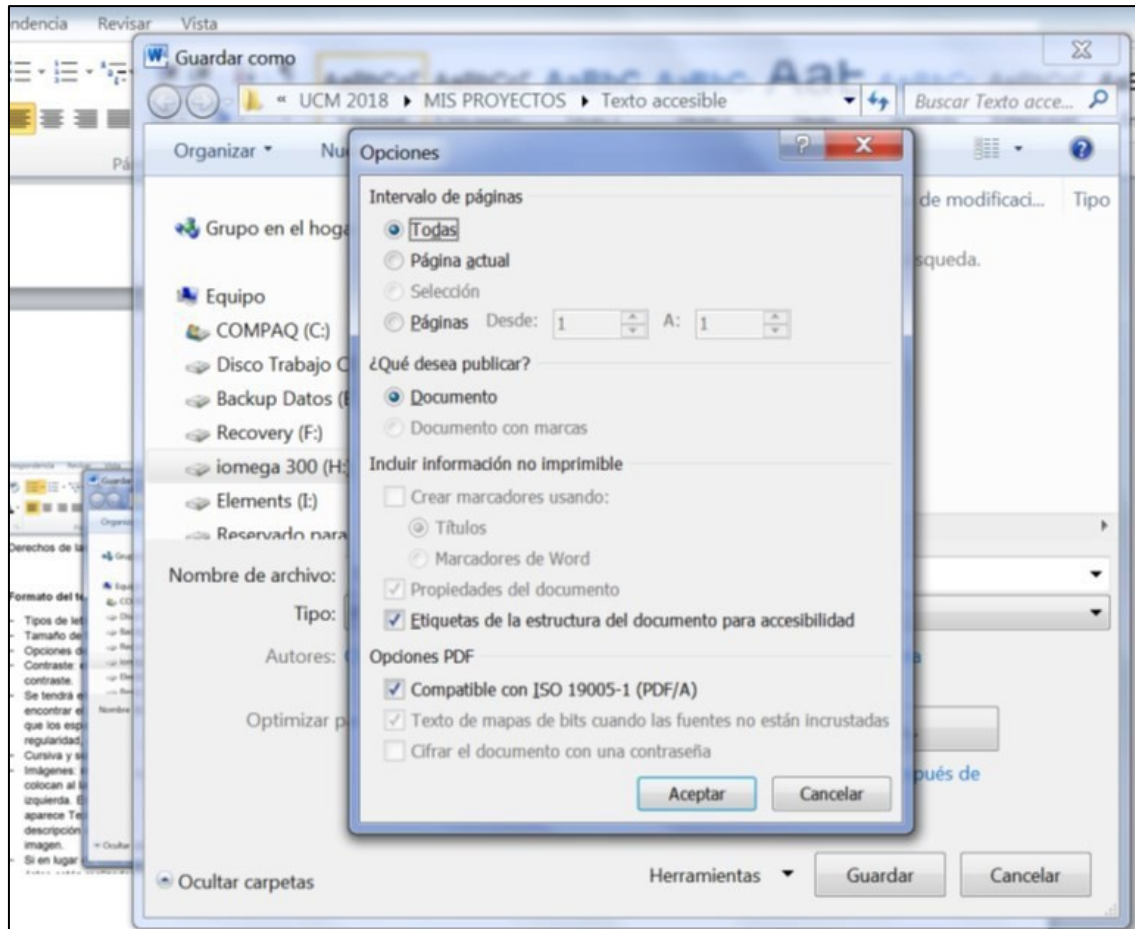 ndencia Revisar Vista
Guardar como
« UCM 2018 MIS PROYECTOS Texto accesible Buscar Texto acce...
Organizar Nu
Opciones
de modificaci... Tipo
squeda.
Grupo en el hoga
Equipo
COMPAQ (C:)
Disco Trabajo
Backup Datos
Recovery (F:)
iomega 300 (H:
Elements (I:)
Reservado para
Intervalo de páginas
Todas
Página actual
Selección
Páginas Desde: 1 A: 1
¿Qué desea publicar?
Documento
Documento con marcas
Incluir información no imprimible
Crear marcadores usando:
Títulos
Marcadores de Word
Propiedades del documento
Etiquetas de la estructura del documento para accesibilidad
Opciones PDF
Compatible con ISO 19005-1 (PDF/A)
Texto de mapas de bits cuando las fuentes no están incrustadas
Cifrar el documento con una contraseña
Aceptar Cancelar
Nombre de archivo:
Tipo:
Autores:
Optimizar pa
pués de
Ocultar carpetas
Herramientas Guardar Cancelar
Derechos de la
Formato del te
- Tipos de let
- Tamaño de
- Opciones d
- Contraste: e
contraste.
- Se tendrá e
encontrar el
que los esp
regularidad,
- Cursiva y s
- Imágenes:
colocan al l
izquierda. E
aparece Te
descripción
imagen.
- Si en lugar